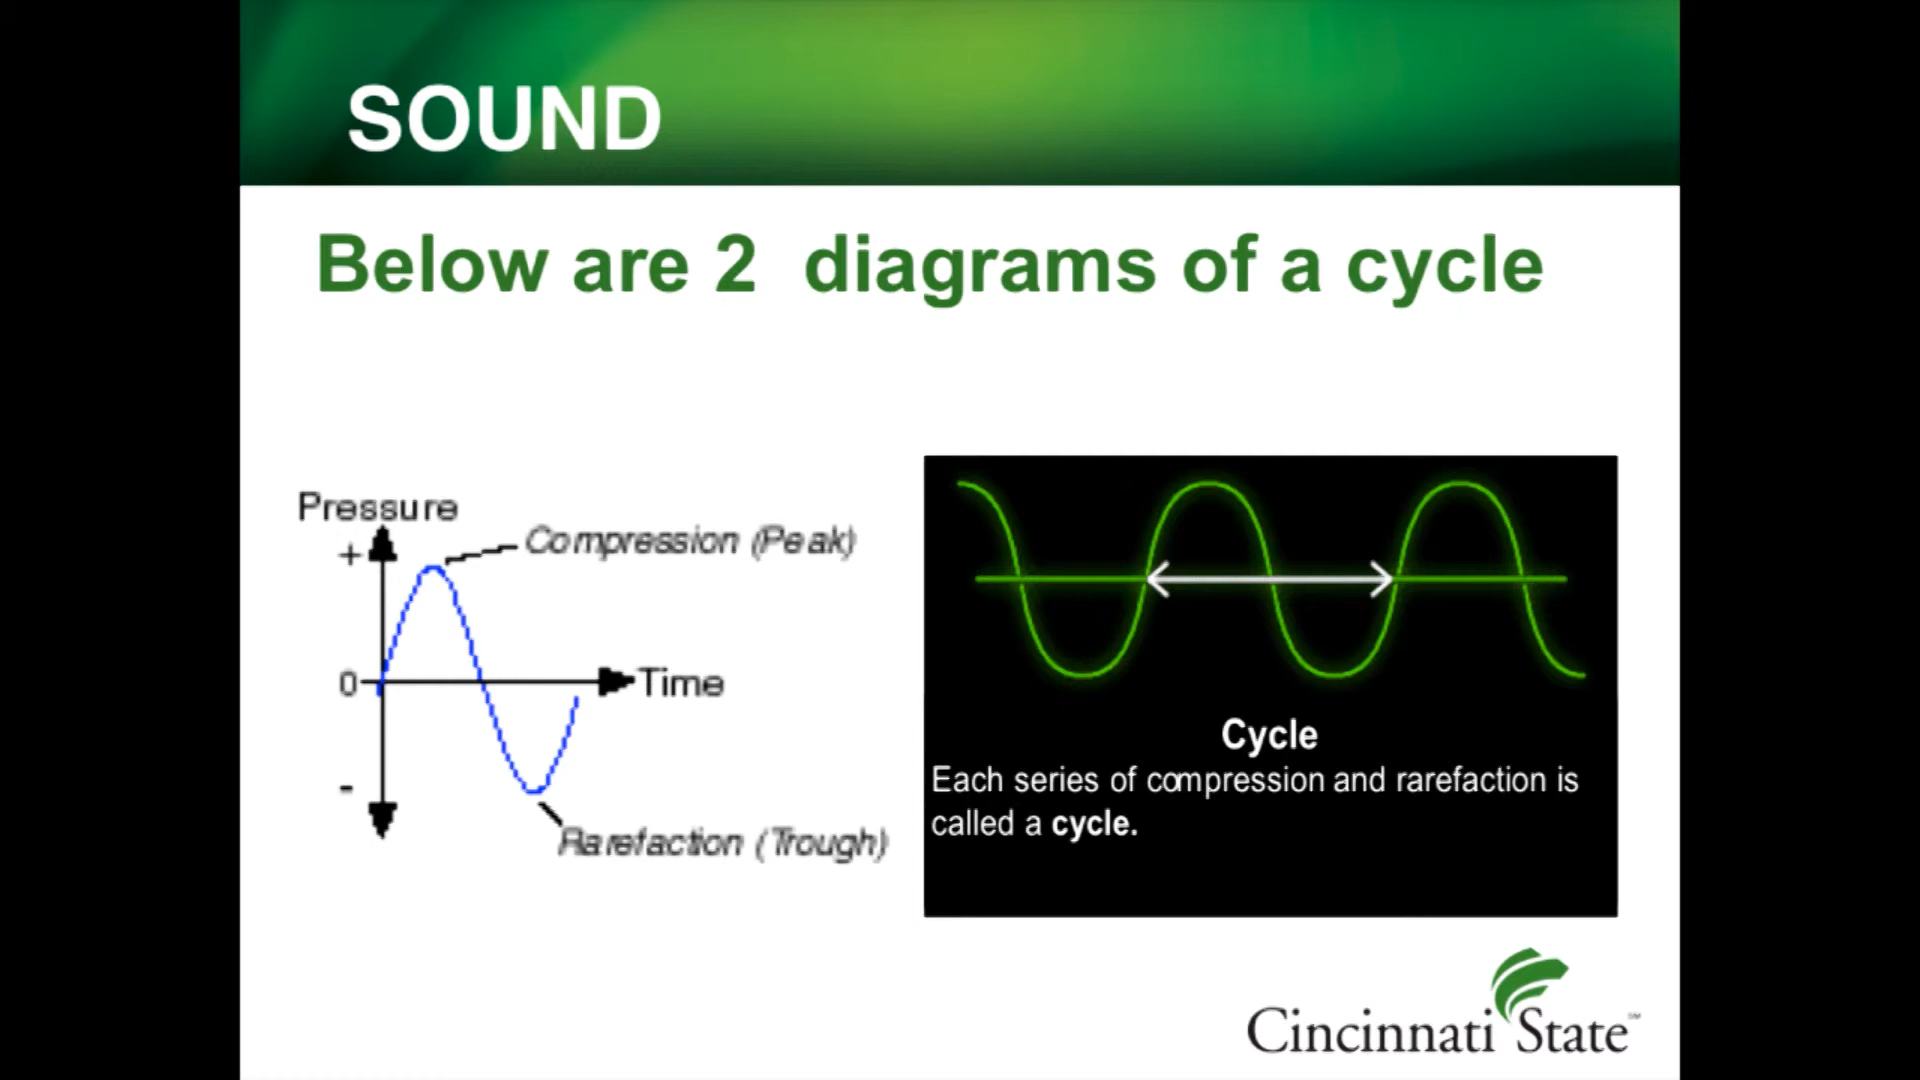 SOUND
Below are 2 diagrams of a cycle
Pressure
+
Compression (Peak)
0
Time
-
Rarefaction (Trough)
Cycle
Each series of compression and rarefaction is
called a cycle.
Cincinnati State
SM